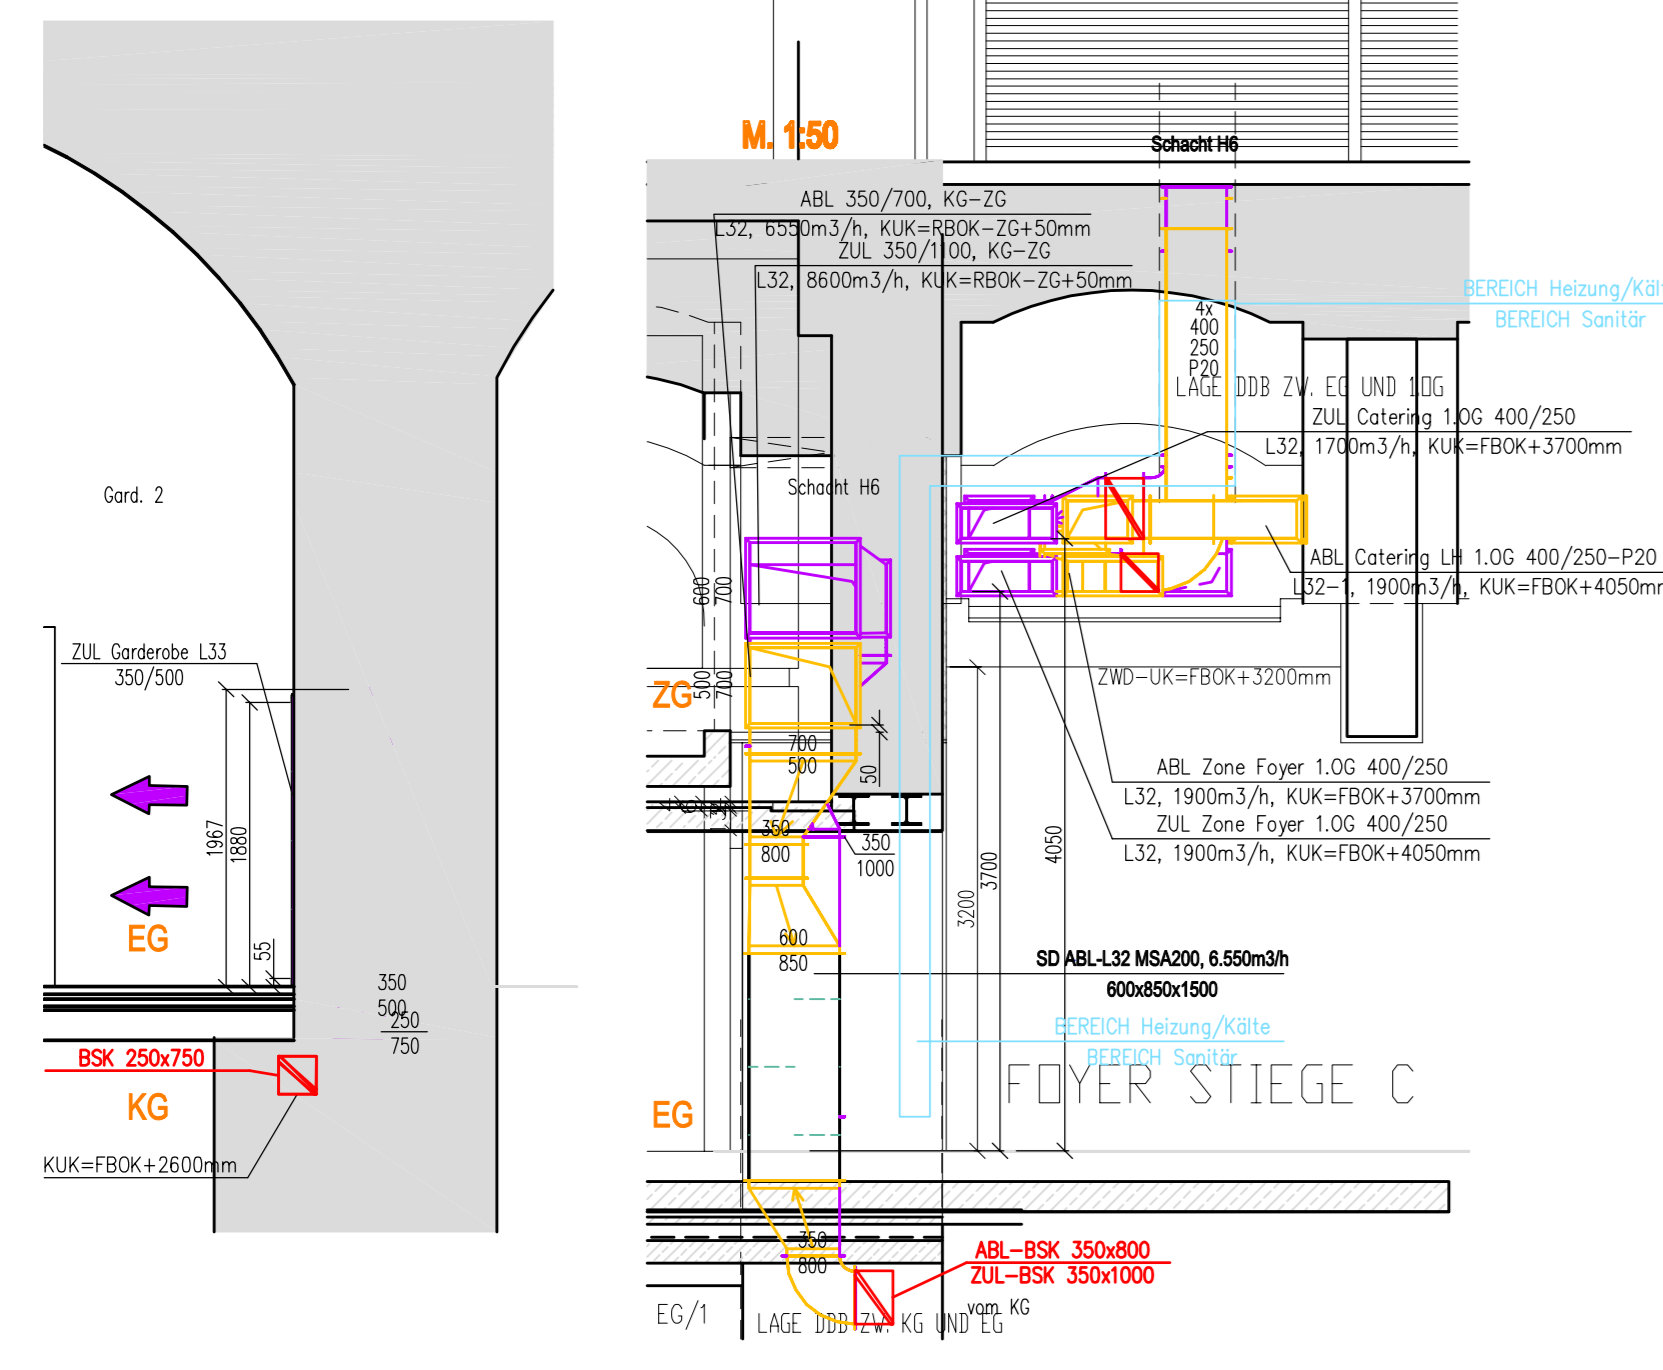 M. 1:50
Schacht H6
ABL 350/700, KG-ZG
L32, 6550m3/h, KUK=RBOK-ZG+50mm
ZUL 350/1100, KG-ZG
L32, 8600m3/h, KUK=RBOK-ZG+50mm
BEREICH Heizung/Käl
BEREICH Sanitär
4x
400
250
P20
LAGE DDB ZW. EG UND 1.OG
ZUL Catering 1.OG 400/250
L32, 1700m3/h, KUK=FBOK+3700mm
Gard. 2
Schacht H6
ABL Catering LH 1.OG 400/250-P20
L32-1, 1900m3/h, KUK=FBOK+4050mm
600
700
ZUL Garderobe L33
350/500
ZWD-UK=FBOK+3200mm
ZG
500
700
700
500
50
ABL Zone Foyer 1.OG 400/250
L32, 1900m3/h, KUK=FBOK+3700mm
ZUL Zone Foyer 1.OG 400/250
L32, 1900m3/h, KUK=FBOK+4050mm
1967
1880
350
800
350
1000
4050
3700
3200
EG
55
600
850
SD ABL-L32 MSA200, 6.550m3/h
600x850x1500
350
500
250
750
BEREICH Heizung/Kälte
BEREICH Sanitär
BSK 250x750
KG
FOYER STIEGE C
EG
KUK=FBOK+2600mm
350
800
ABL-BSK 350x800
ZUL-BSK 350x1000
vom KG
EG/1
LAGE DDB ZW. KG UND EG